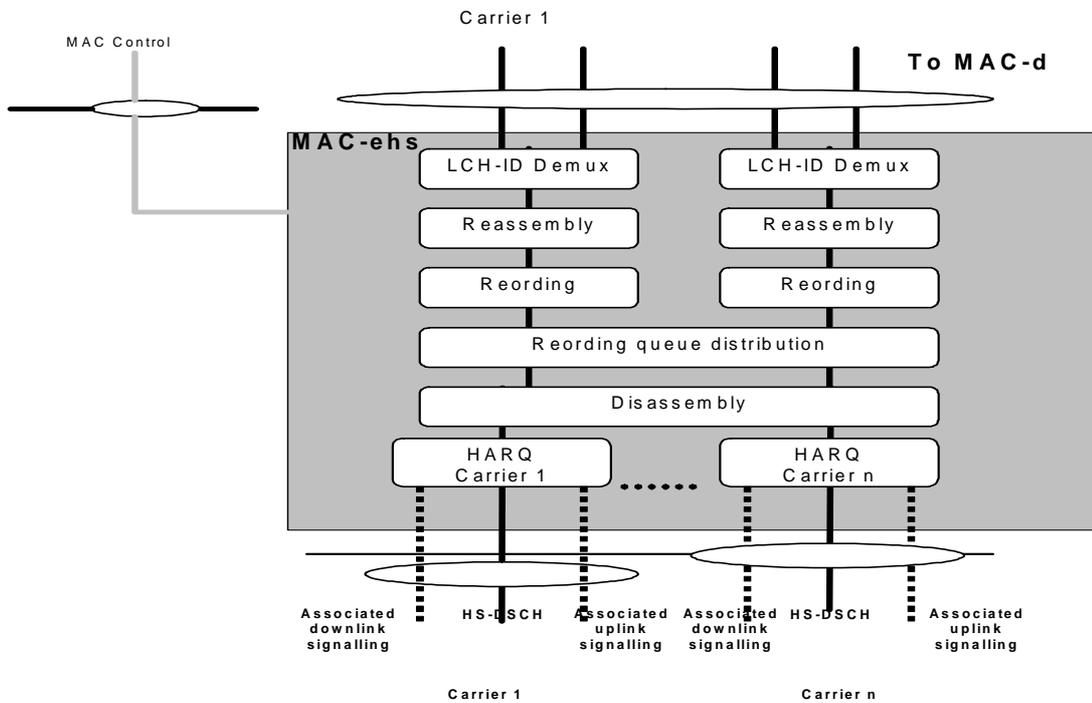 Carrier 1
MAC Control
To MAC-d
MAC-ehs
LCH-ID Demux
LCH-ID Demux
Reassembly
Reassembly
Reording
Reording
Reording queue distribution
Disassembly
HARQ
Carrier 1
HARQ
Carrier n
Associated
downlink
signalling
HS-DSCH
Associated
uplink
signalling
Associated
downlink
signalling
HS-DSCH
Associated
uplink
signalling
Carrier 1
Carrier n